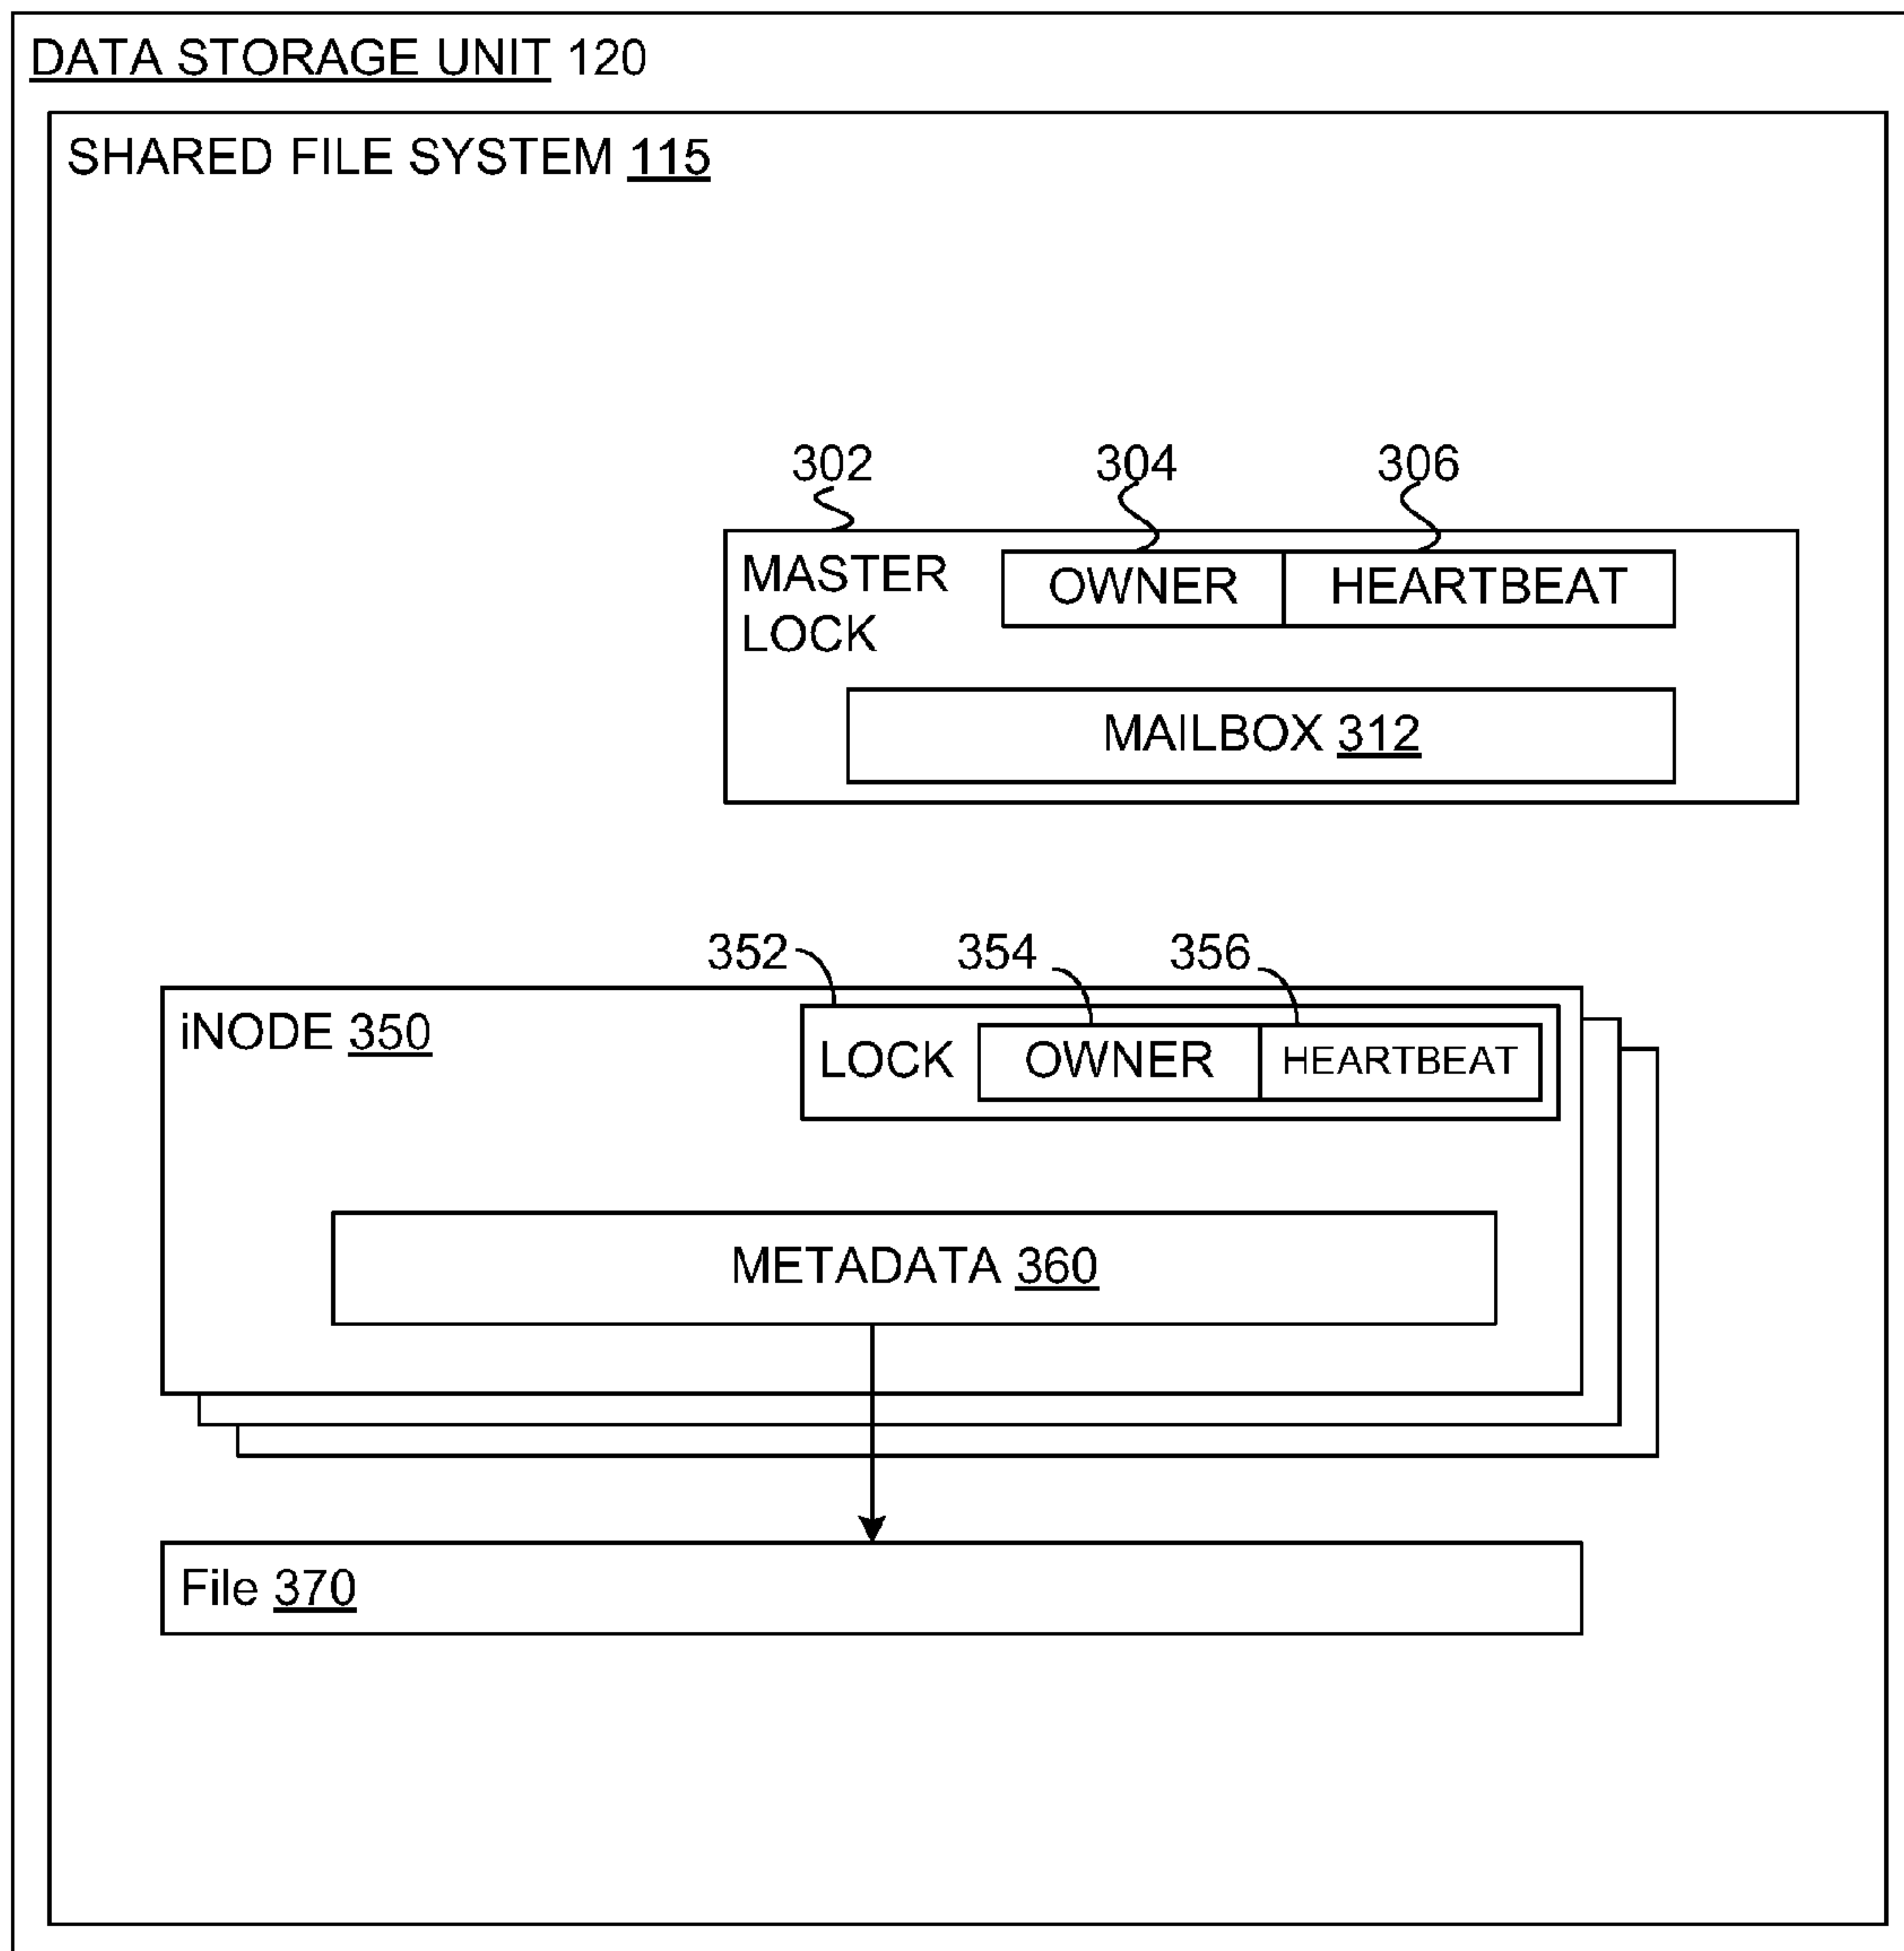 DATA STORAGE UNIT 120
SHARED FILE SYSTEM 115
302 304 306
MASTER LOCK
OWNER HEARTBEAT
MAILBOX 312
352 354 356
iNODE 350
LOCK OWNER HEARTBEAT
METADATA 360
File 370